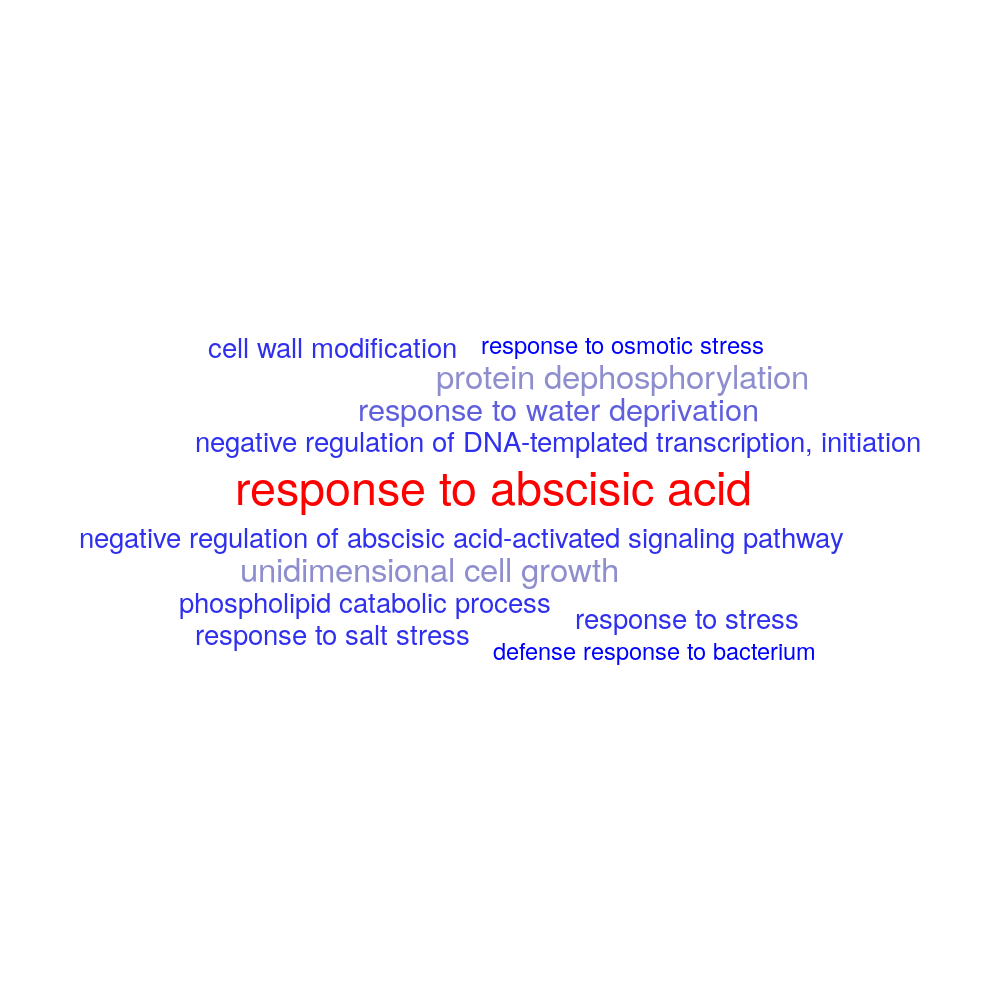 cell wall modification
response to osmotic stress
protein dephosphorylation
response to water deprivation
negative regulation of DNA-templated transcription, initiation
response to abscisic acid
negative regulation of abscisic acid-activated signaling pathway
unidimensional cell growth
phospholipid catabolic process
response to stress
response to salt stress
defense response to bacterium